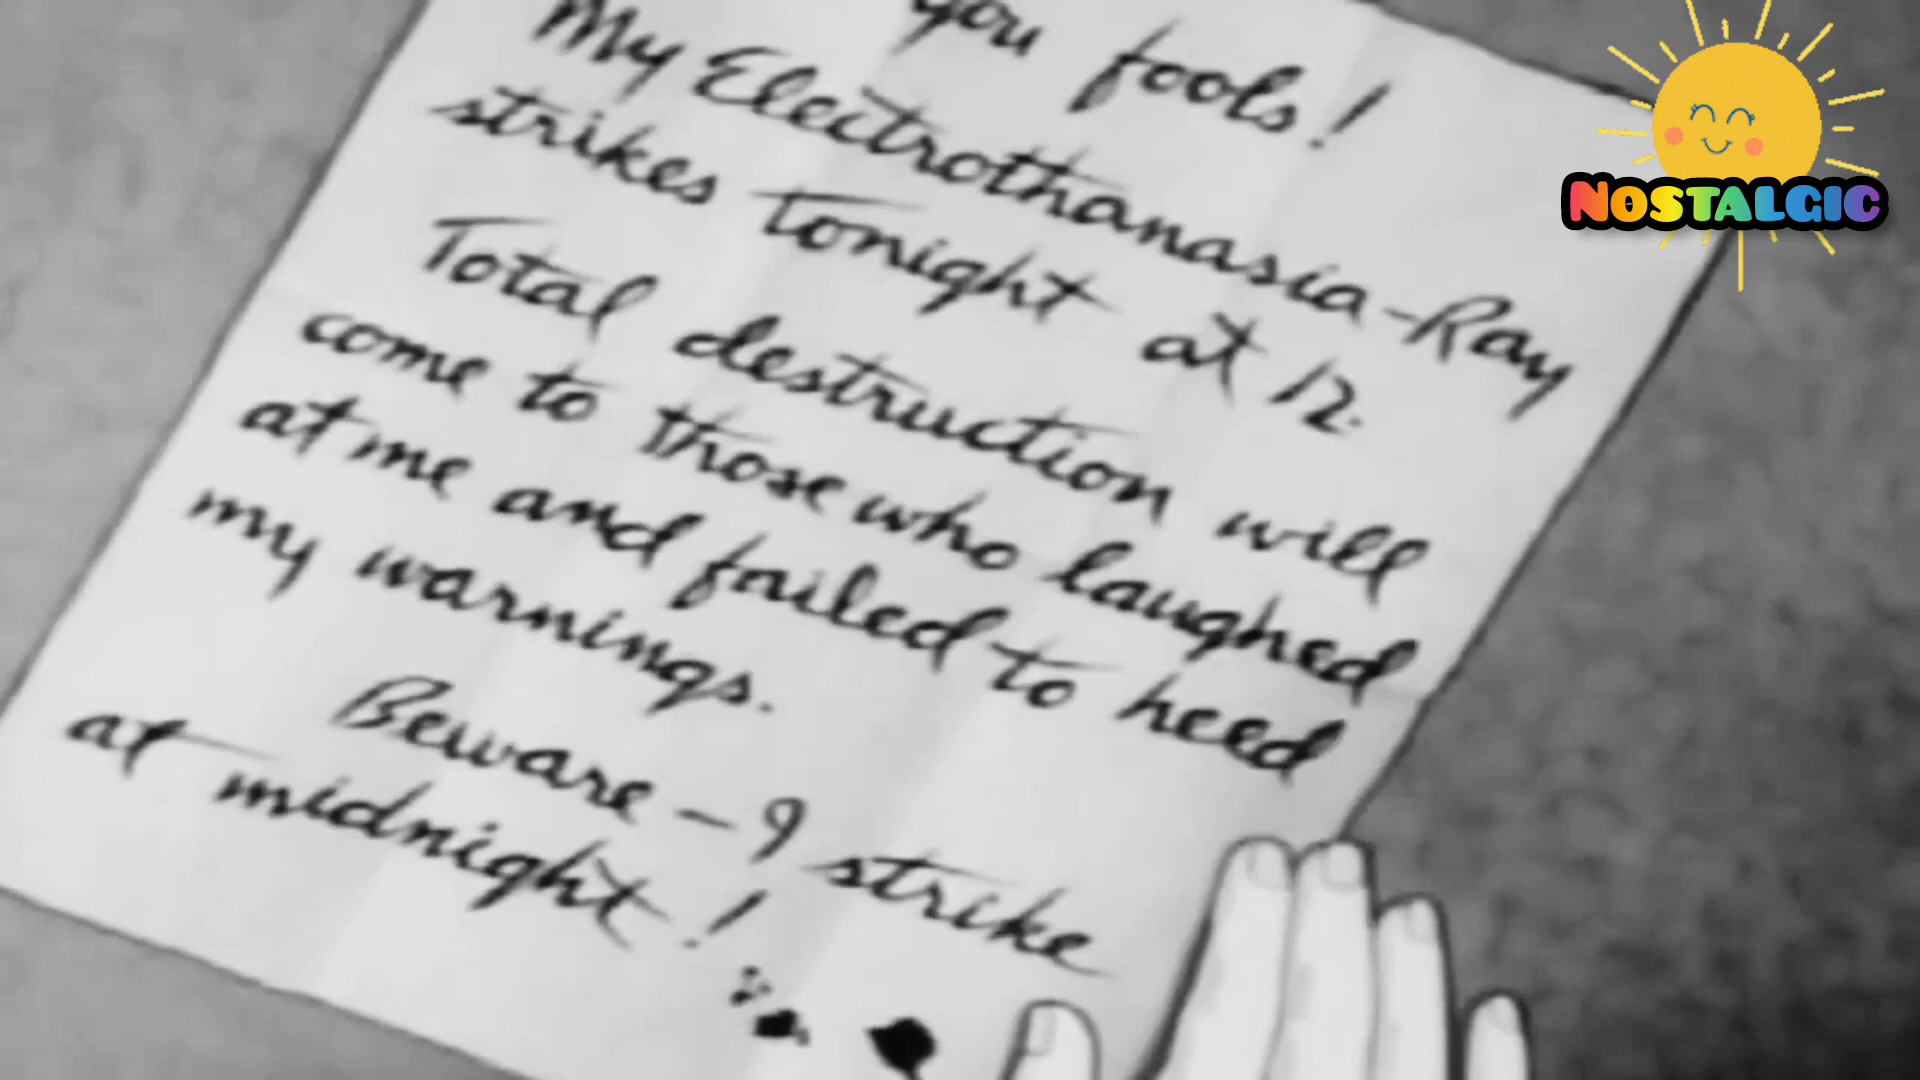 you fools!
My Electrothanasia-Ray
strikes tonight at 12.
Total destruction will
come to those who laughed
at me and failed to heed
my warnings.
Beware – I strike
at midnight!
NOSTALGIC